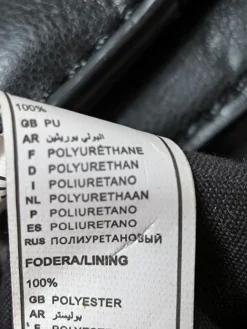 100%
GB PU
AR البولي يوريثين
F POLYURÉTHANE
D POLYURETHAN
I POLIURETANO
NL POLYURETHAAN
P POLIURETANO
ES POLIURETANO
RUS ПОЛИУРЕТАНОВЫЙ
FODERA/LINING
100%
GB POLYESTER
AR بوليستر
F POLYESTER